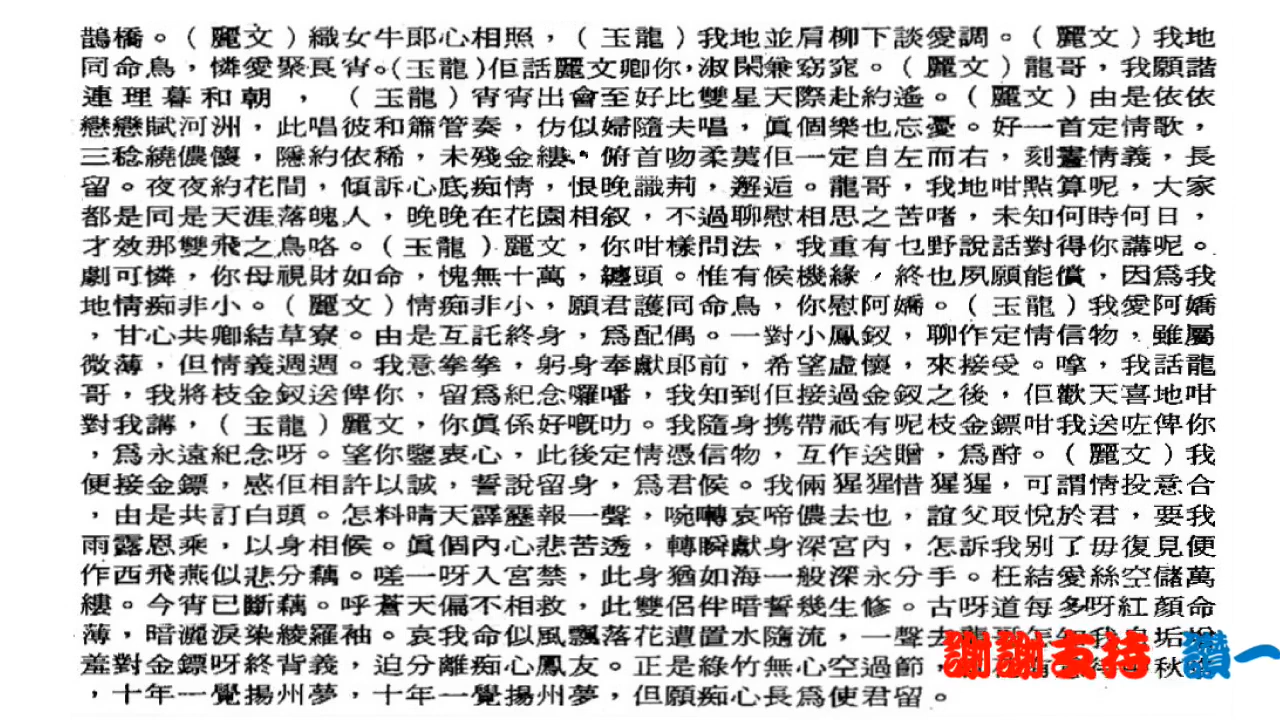 鵲橋。(麗文)織女牛郎心相照,(玉龍)我地並肩柳下談愛調。(麗文)我地
同命鳥,憐愛聚長宵。(玉龍)佢話麗文卿你,淑閑兼窈窕。(麗文)龍哥,我願諧
連理暮和朝,(玉龍)宵宵出會至好比雙星天際赴約遙。(麗文)由是依依
戀戀賦河洲,此唱彼和簫管奏,仿似婦隨夫唱,眞個樂也忘憂。好一首定情歌,
三稔繞儂懷,隱約依稀,未殘金縷,俯首吻柔荑佢一定自左而右,刻畫情義,長
留。夜夜約花間,傾訴心底痴情,恨晚識荊,邂逅。龍哥,我地咁點算呢,大家
都是同是天涯落魄人,晚晚在花園相叙,不過聊慰相思之苦啫,未知何時何日,
才效那雙飛之鳥咯。(玉龍)麗文,你咁樣問法,我重有乜野說話對得你講呢。
劇可憐,你母視財如命,愧無十萬,纏頭。惟有候機緣,終也夙願能償,因爲我
地情痴非小。(麗文)情痴非小,願君護同命鳥,你慰阿嬌。(玉龍)我愛阿嬌
,甘心共卿結草寮。由是互託終身,爲配偶。一對小鳳釵,聊作定情信物,雖屬
微薄,但情義週週。我意拳拳,躬身奉獻郎前,希望虛懷,來接受。嗱,我話龍
哥,我將枝金釵送俾你,留爲紀念囉噃,我知到佢接過金釵之後,佢歡天喜地咁
對我講,(玉龍)麗文,你眞係好嘅叻。我隨身携帶祇有呢枝金鏢咁我送咗俾你
,爲永遠紀念呀。望你鑒衷心,此後定情憑信物,互作送贈,爲酧。(麗文)我
便接金鏢,感佢相許以誠,誓說留身,爲君侯。我倆猩猩惜猩猩,可謂情投意合
,由是共訂白頭。怎料晴天霹靂報一聲,啘囀哀啼儂去也,誼父取悅於君,要我
雨露恩乘,以身相候。眞個內心悲苦透,轉瞬獻身深宮內,怎訴我別了毋復見便
作西飛燕似悲分藕。嗟一呀入宮禁,此身猶如海一般深永分手。枉結愛絲空儲萬
縷。今宵已斷藕。呼蒼天偏不相救,此雙侶伴暗誓幾生修。古呀道每多呀紅顏命
薄,暗灑淚染綾羅袖。哀我命似風飄落花遭置水隨流,一聲去
羞對金鏢呀終背義,迫分離痴心鳳友。正是綠竹無心空過節,
,十年一覺揚州夢,十年一覺揚州夢,但願痴心長爲使君留。
謝謝支持 讚一